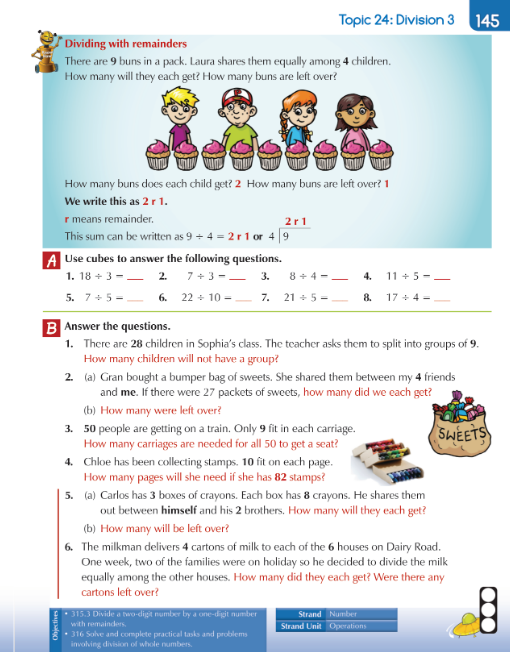 Topic 24: Division 3 145
Dividing with remainders
There are 9 buns in a pack. Laura shares them equally among 4 children.
How many will they each get? How many buns are left over?
How many buns does each child get? 2 How many buns are left over? 1
We write this as 2 r 1.
r means remainder.
2 r 1
This sum can be written as 9 ÷ 4 = 2 r 1 or 4 9
A Use cubes to answer the following questions.
1. 18 ÷ 3 = ___ 2. 7 ÷ 3 = ___ 3. 8 ÷ 4 = ___ 4. 11 ÷ 5 = ___
5. 7 ÷ 5 = ___ 6. 22 ÷ 10 = ___ 7. 21 ÷ 5 = ___ 8. 17 ÷ 4 = ___
B Answer the questions.
1. There are 28 children in Sophia's class. The teacher asks them to split into groups of 9.
How many children will not have a group?
2. (a) Gran bought a bumper bag of sweets. She shared them between my 4 friends
and me. If there were 27 packets of sweets, how many did we each get?
(b) How many were left over?
3. 50 people are getting on a train. Only 9 fit in each carriage.
How many carriages are needed for all 50 to get a seat?
SWEETS
4. Chloe has been collecting stamps. 10 fit on each page.
How many pages will she need if she has 82 stamps?
5. (a) Carlos has 3 boxes of crayons. Each box has 8 crayons. He shares them
out between himself and his 2 brothers. How many will they each get?
(b) How many will be left over?
6. The milkman delivers 4 cartons of milk to each of the 6 houses on Dairy Road.
One week, two of the families were on holiday so he decided to divide the milk
equally among the other houses. How many did they each get? Were there any
cartons left over?
Objectives
• 315.3 Divide a two-digit number by a one-digit number
with remainders.
• 316 Solve and complete practical tasks and problems
involving division of whole numbers.
Strand Number
Strand Unit Operations